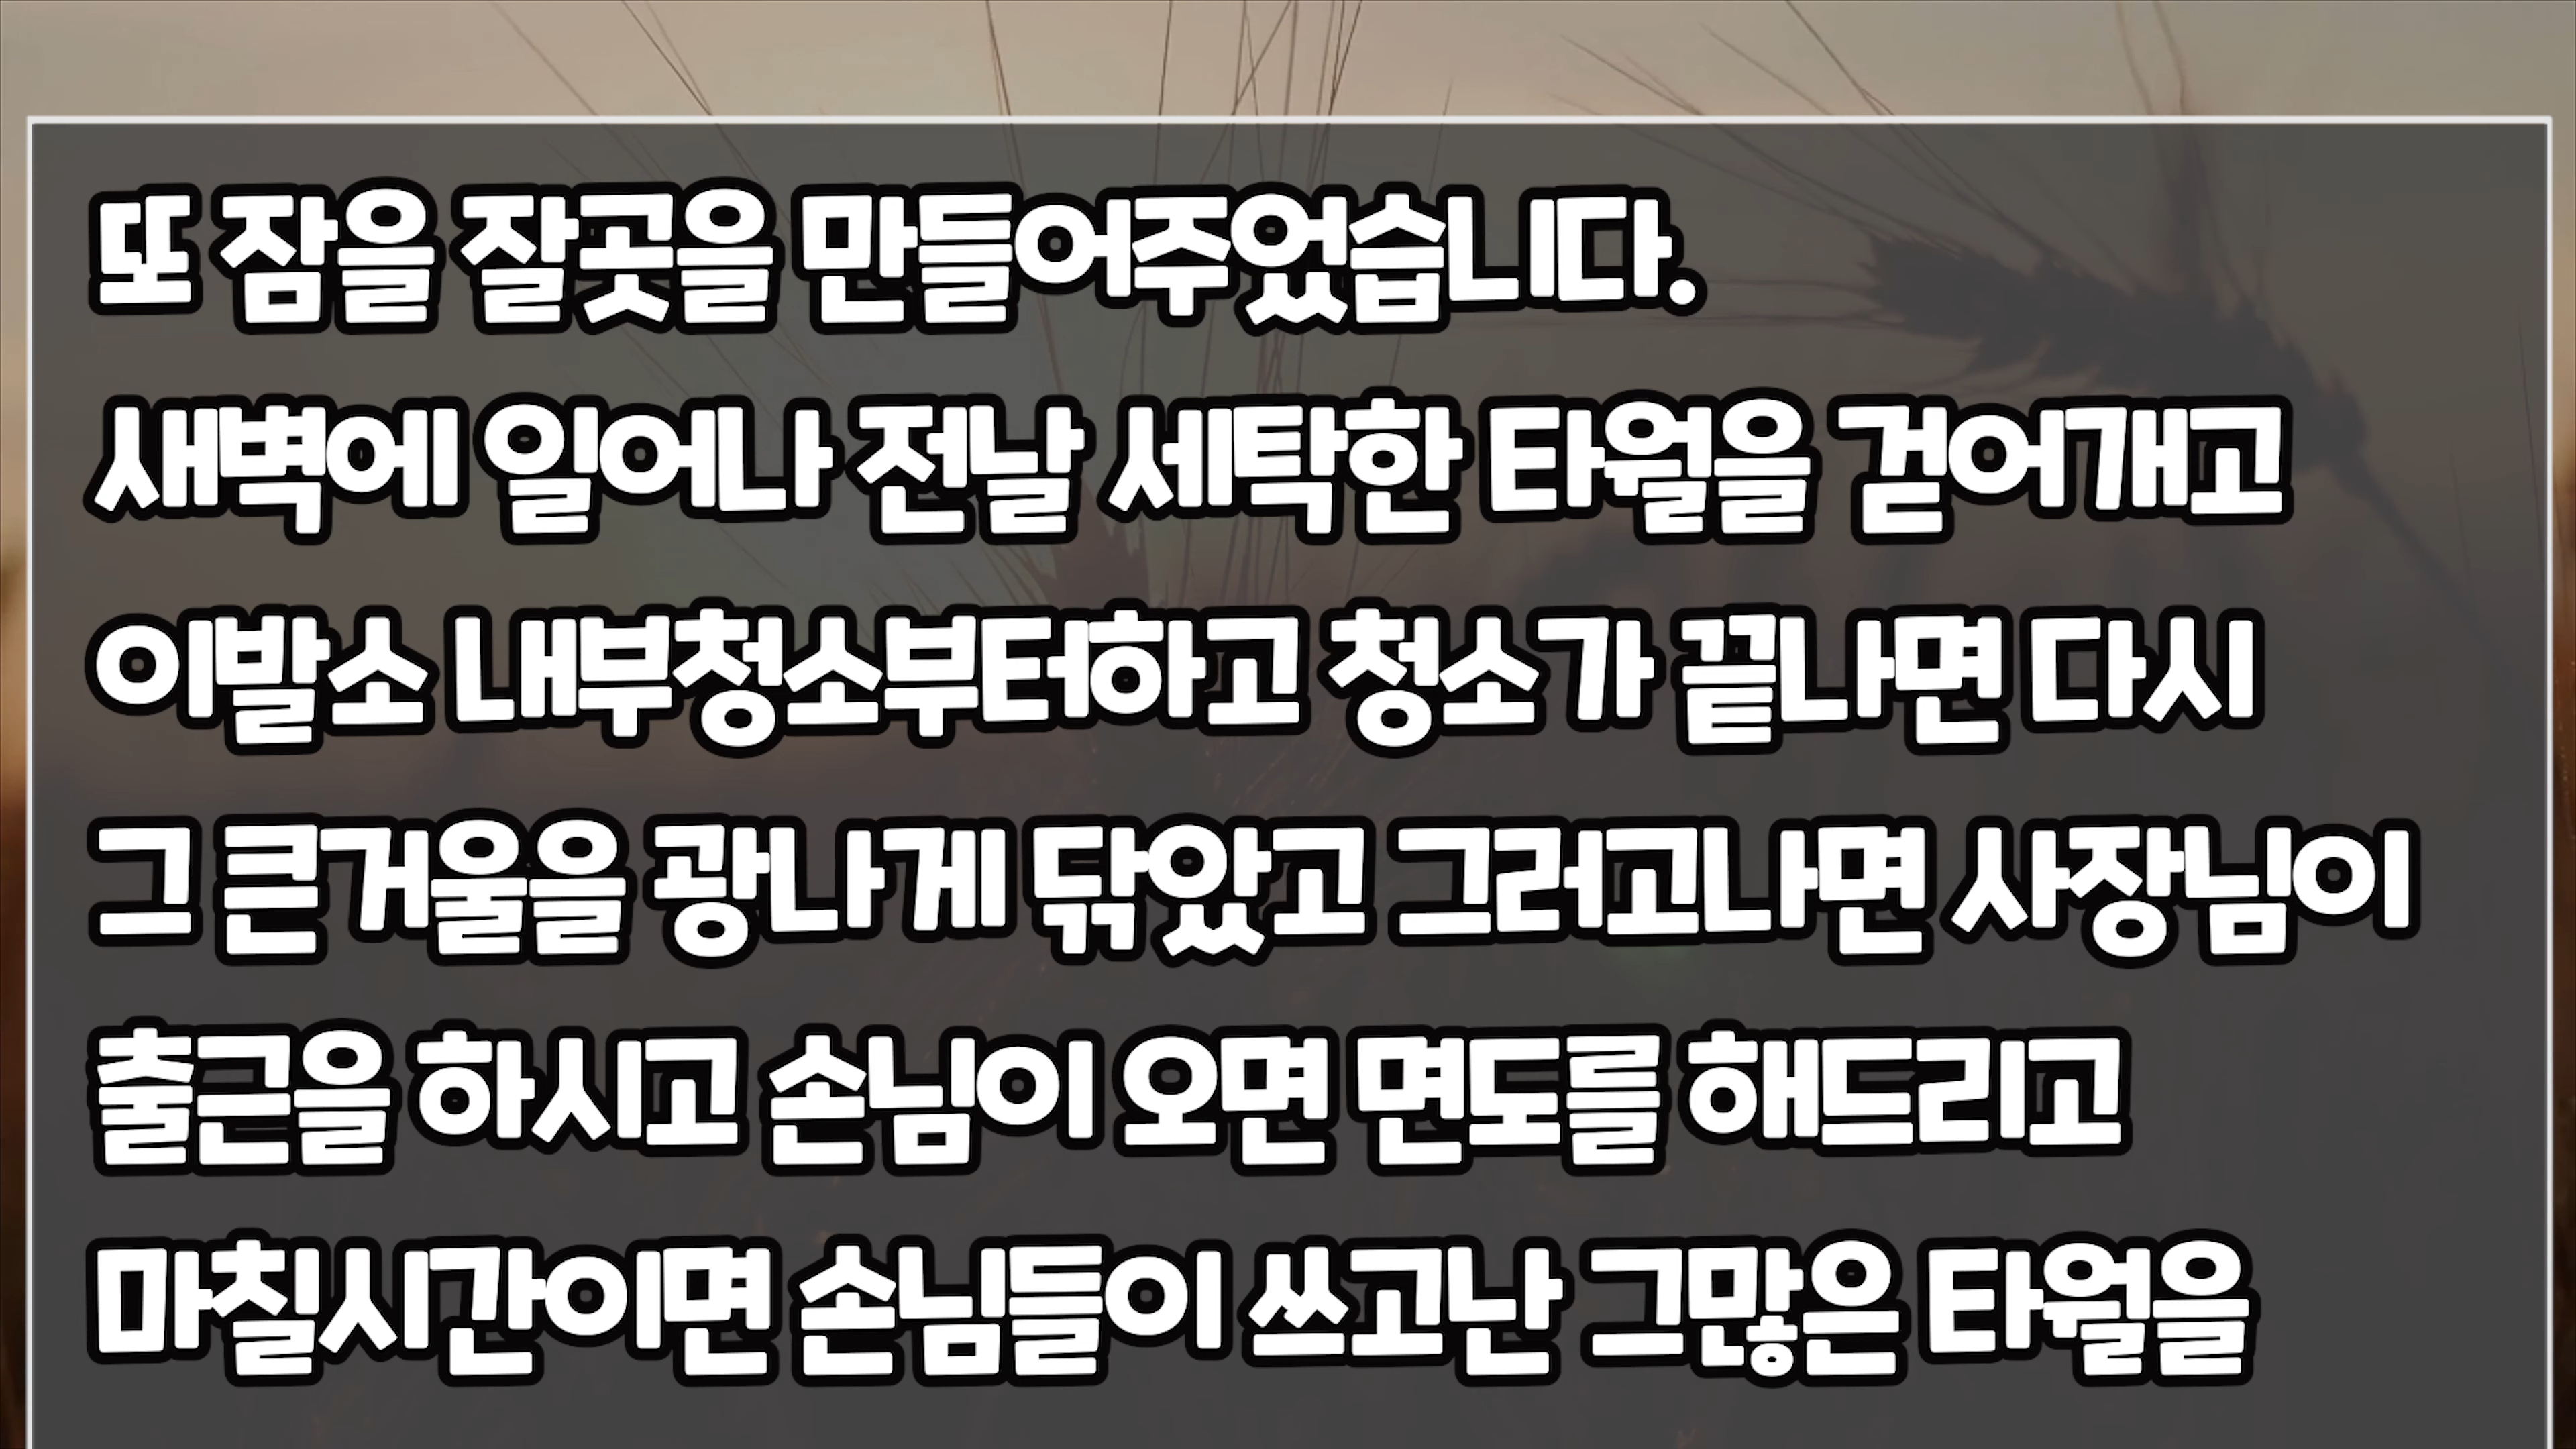 또 잠을 잘곳을 만들어주었습니다.
새벽에 일어나 전날 세탁한 타월을 걷어개고
이발소 내부청소부터하고 청소가 끝나면 다시
그 큰거울을 광나게 닦았고 그러고나면 사장님이
출근을 하시고 손님이 오면 면도를 해드리고
마칠시간이면 손님들이 쓰고난 그많은 타월을